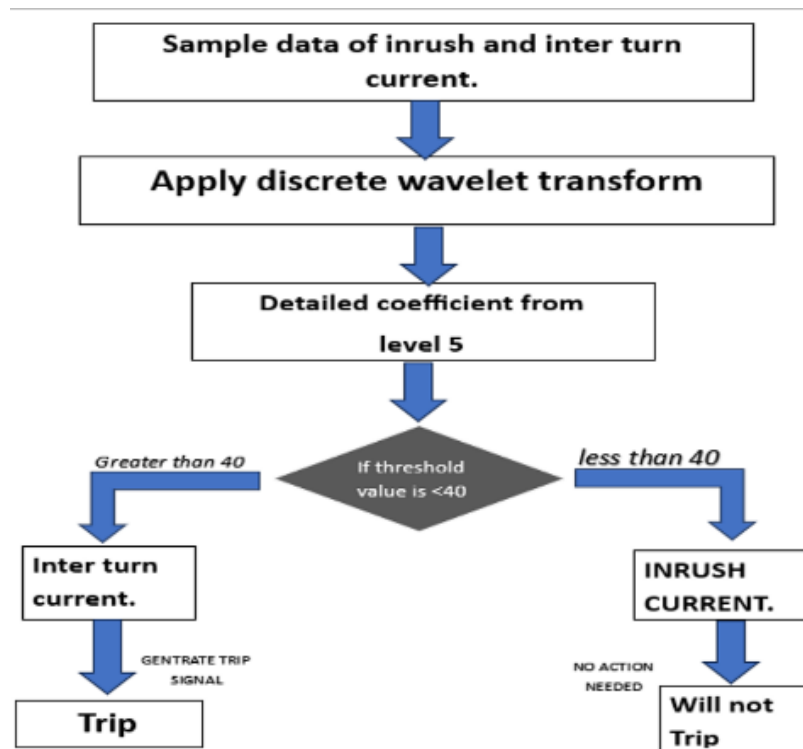 Sample data of inrush and inter turn
current.
Apply discrete wavelet transform
Detailed coefficient from
level 5
Greater than 40
If threshold
value is <40
less than 40
Inter turn
current.
INRUSH
CURRENT.
GENTRATE TRIP
SIGNAL
NO ACTION
NEEDED
Trip
Will not
Trip